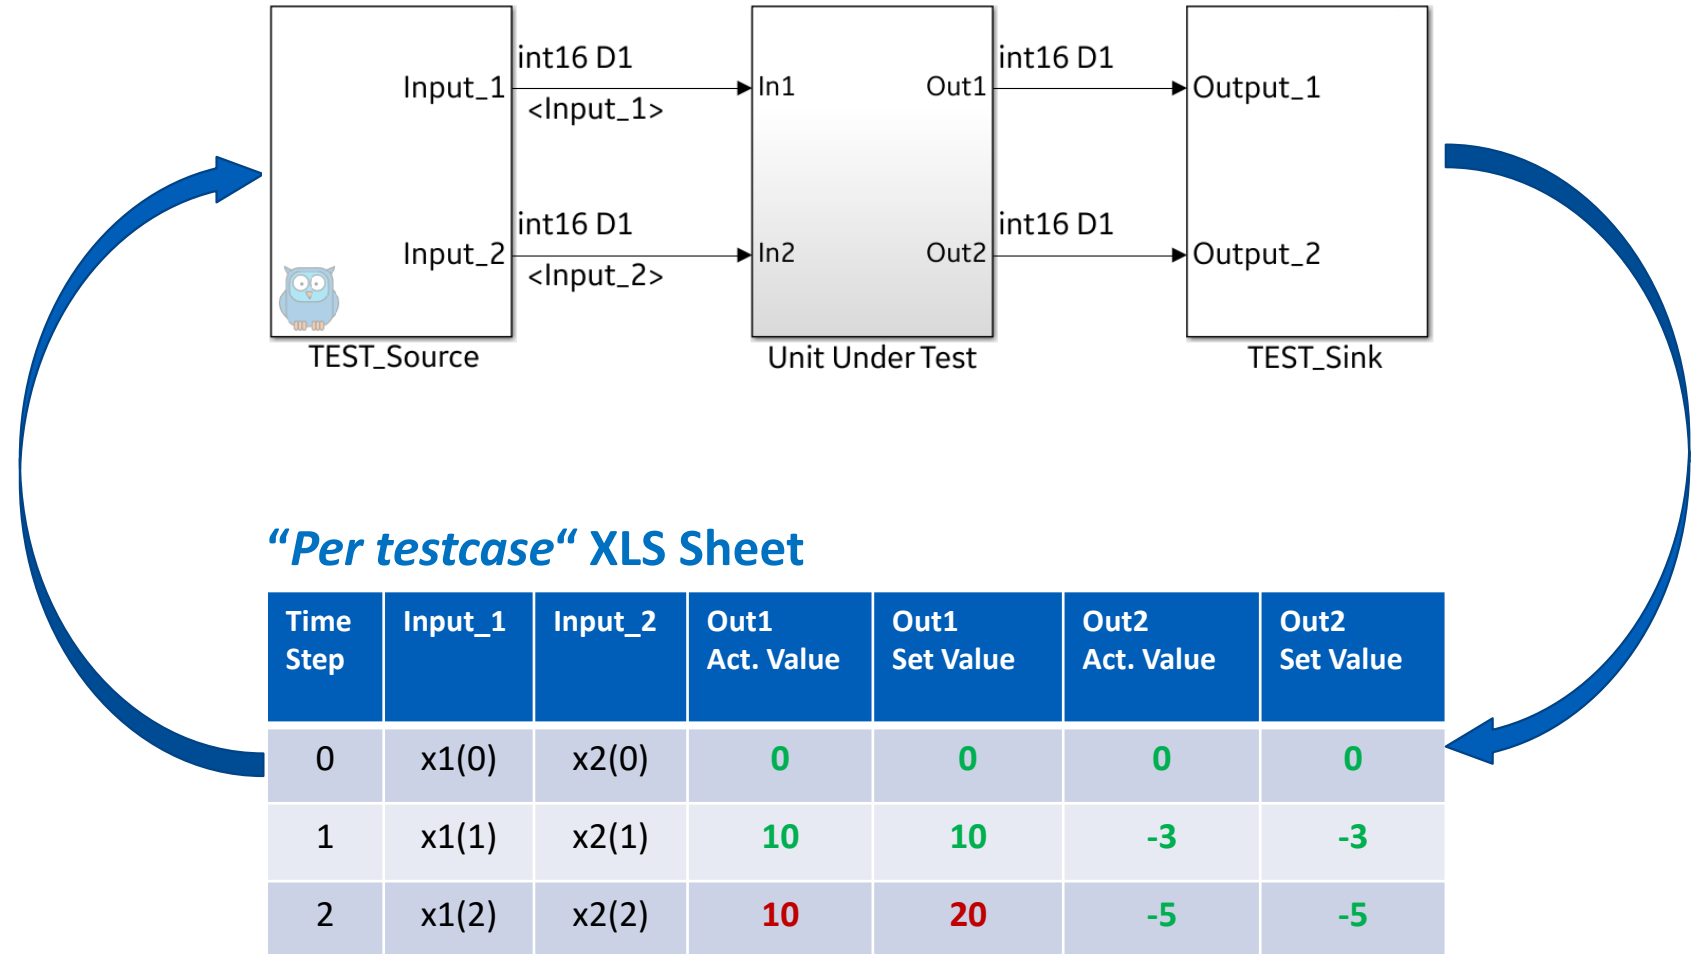 int16 D1
int16 D1
Input_1
In1
Out1
Output_1
<Input_1>
int16 D1
int16 D1
Input_2
In2
Out2
Output_2
<Input_2>
TEST_Source
Unit Under Test
TEST_Sink
“Per testcase“ XLS Sheet
Time Step
Input_1
Input_2
Out1 Act. Value
Out1 Set Value
Out2 Act. Value
Out2 Set Value
0 x1(0) x2(0) 0 0 0 0
1 x1(1) x2(1) 10 10 -3 -3
2 x1(2) x2(2) 10 20 -5 -5